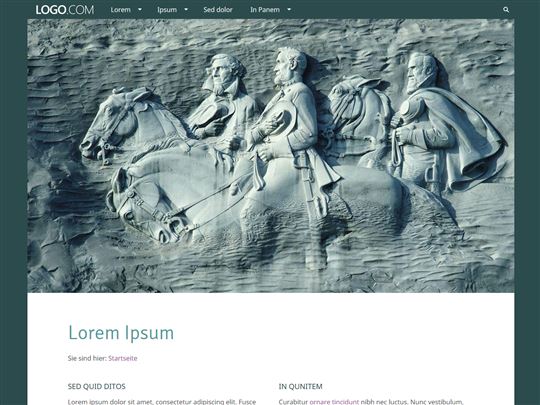 LOGO.COM
Lorem Ipsum Sed dolor In Panem
Lorem Ipsum
Sie sind hier: Startseite
SED QUID DITOS
IN QUNITEM
Lorem ipsum dolor sit amet, consectetur adipiscing elit. Fusce
Curabitur ornare tincidunt nibh nec luctus. Nunc vestibulum,